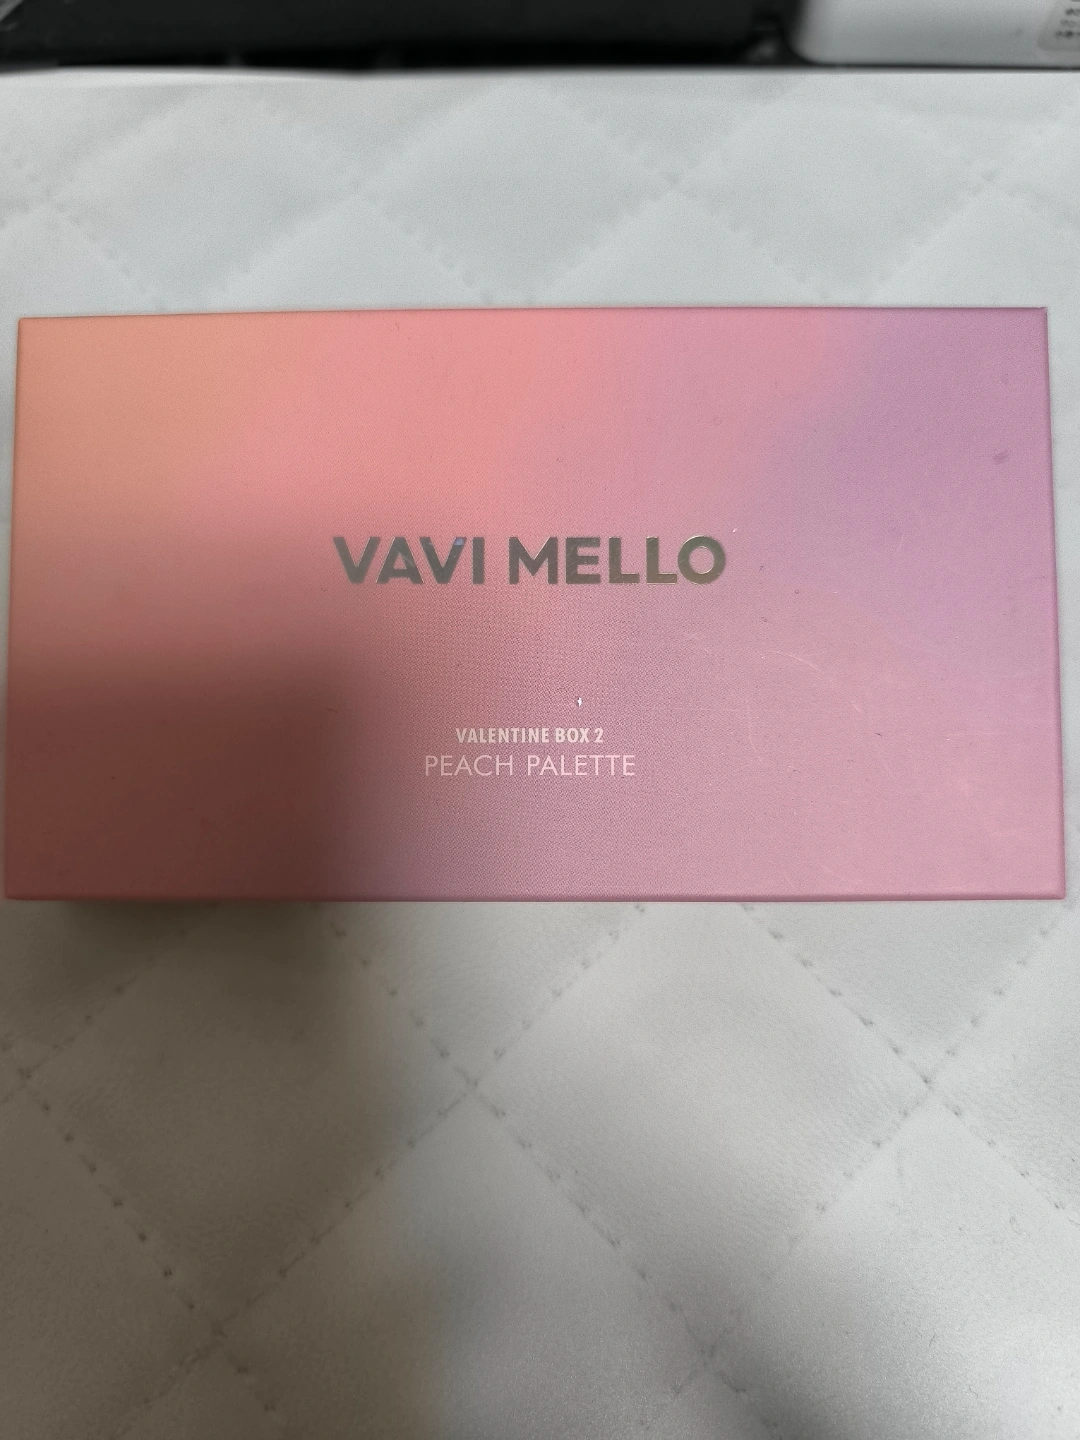 VAVI MELLO
VALENTINE BOX 2
PEACH PALETTE